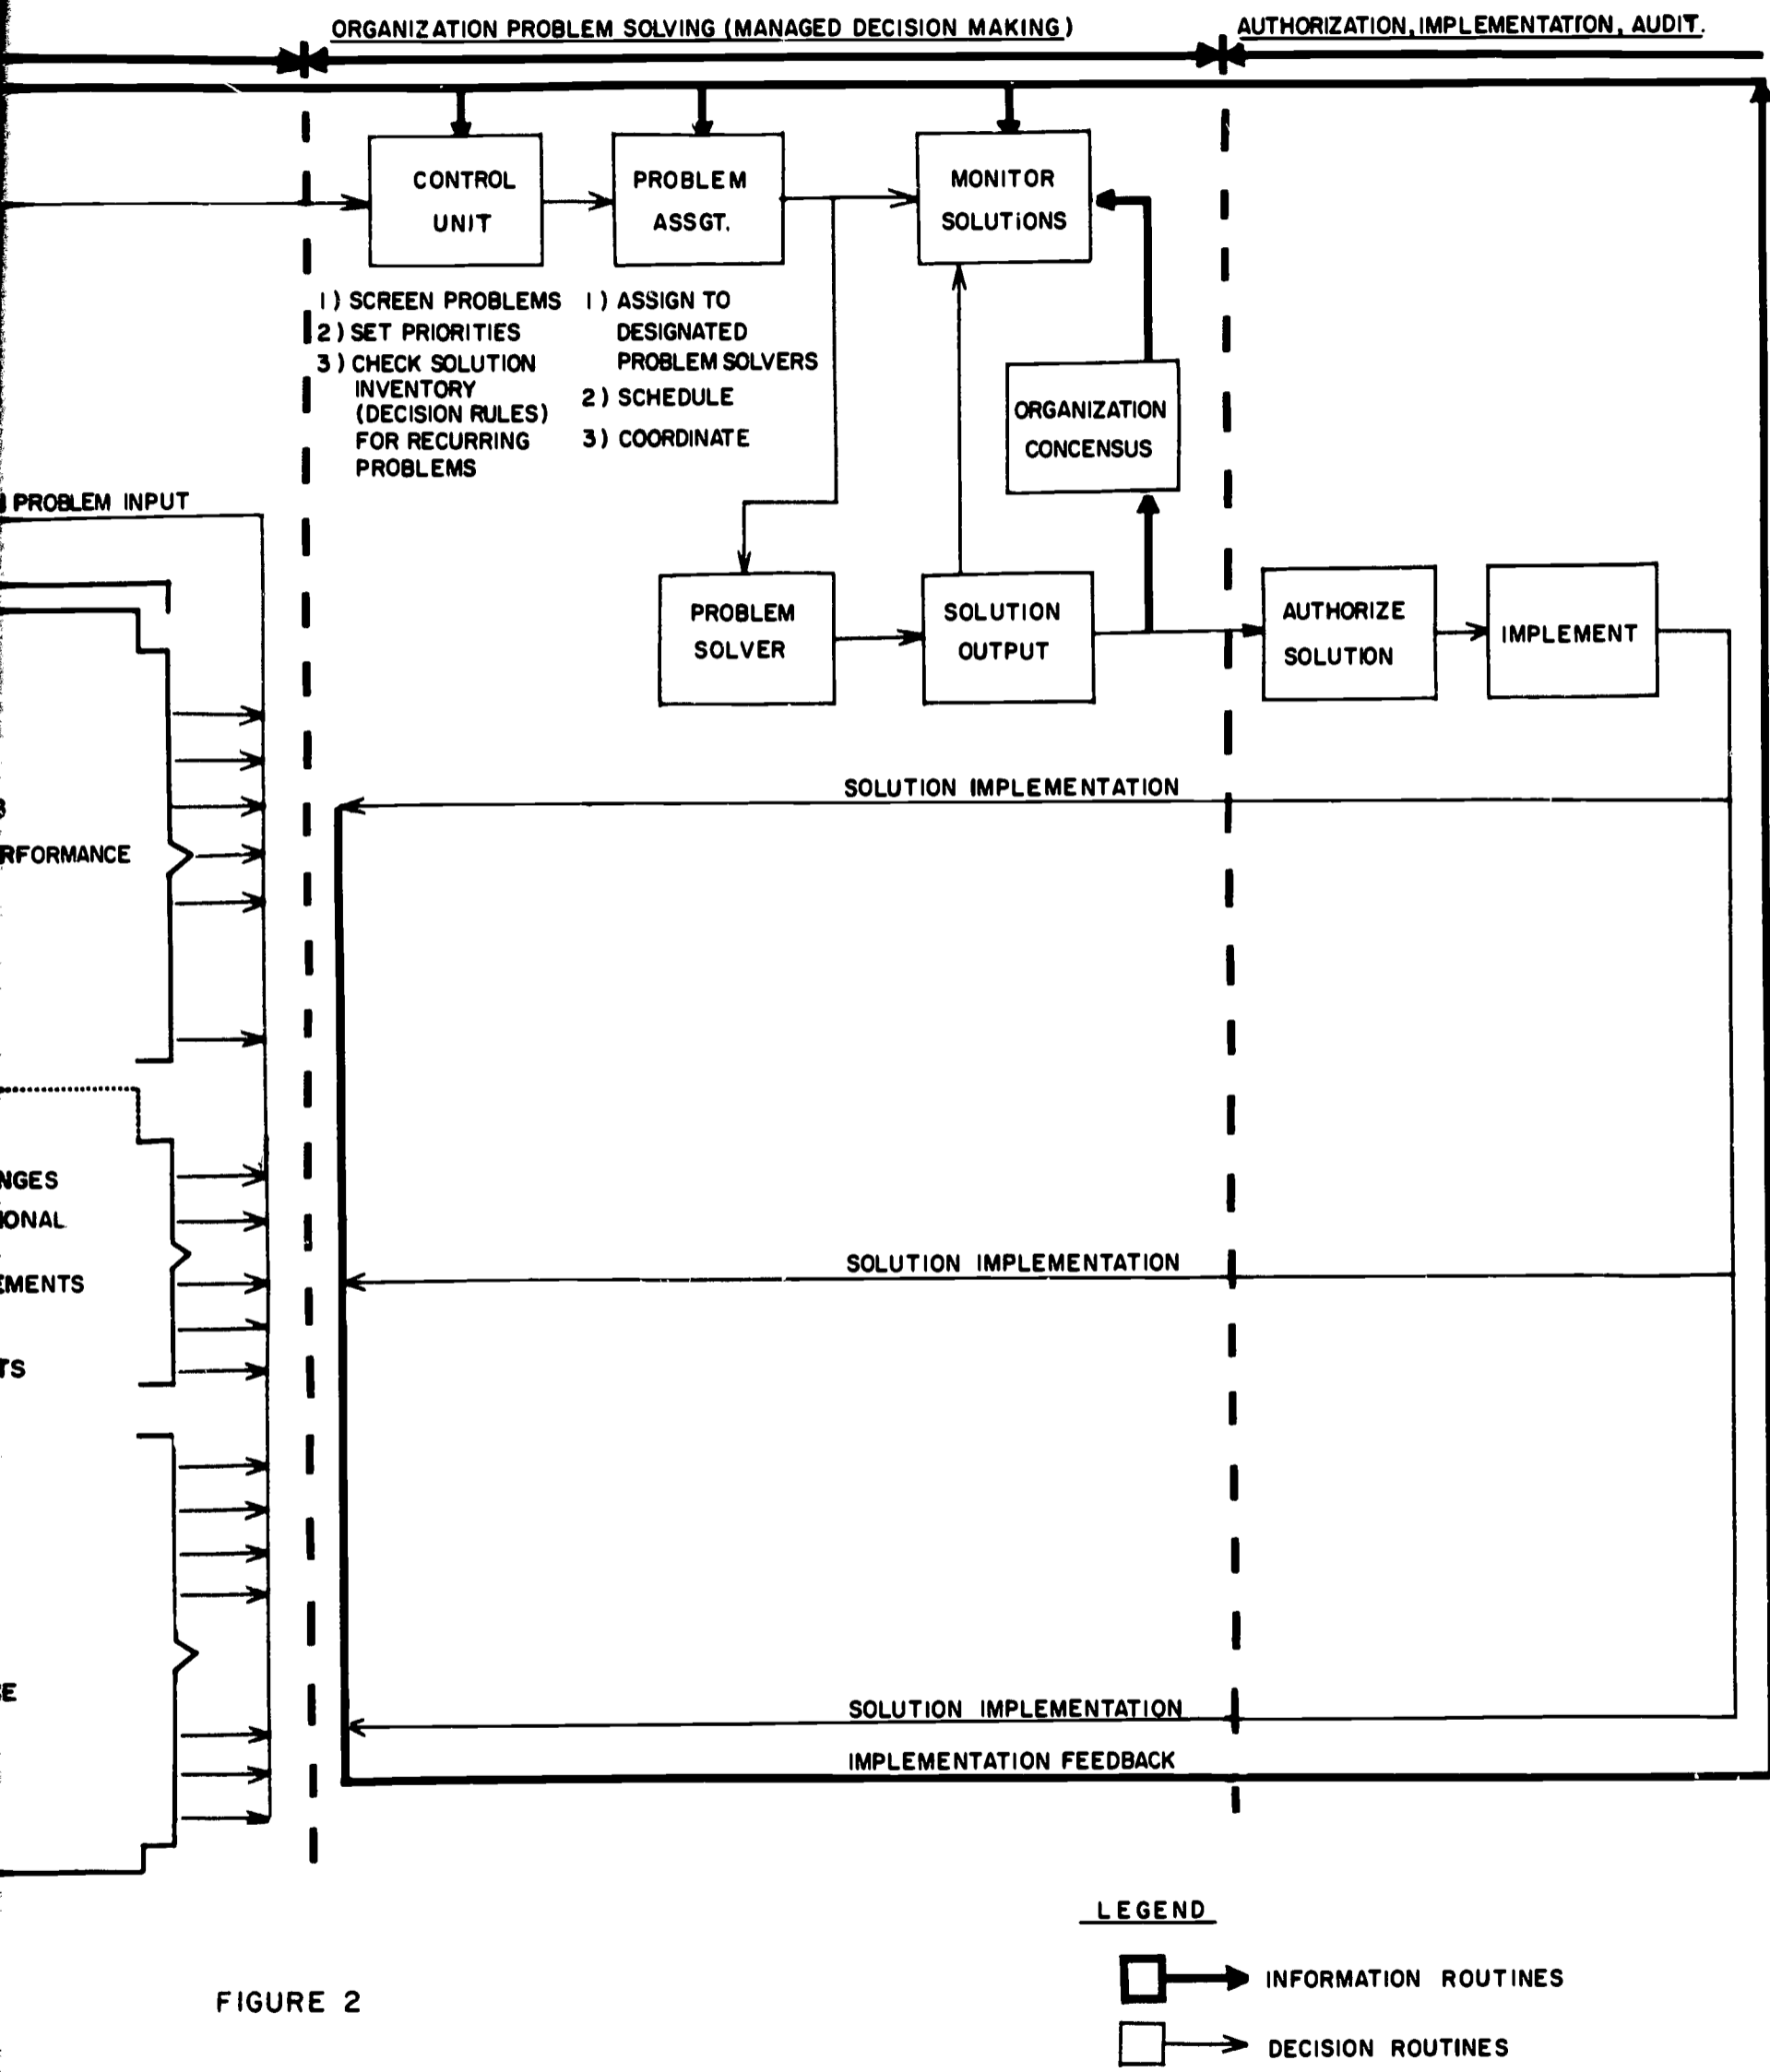 ORGANIZATION PROBLEM SOLVING (MANAGED DECISION MAKING)
AUTHORIZATION, IMPLEMENTATION, AUDIT.
CONTROL
UNIT
PROBLEM
ASSGT.
MONITOR
SOLUTIONS
1) SCREEN PROBLEMS
2) SET PRIORITIES
3) CHECK SOLUTION
INVENTORY
(DECISION RULES)
FOR RECURRING
PROBLEMS
1) ASSIGN TO
DESIGNATED
PROBLEM SOLVERS
2) SCHEDULE
3) COORDINATE
ORGANIZATION
CONCENSUS
PROBLEM INPUT
PROBLEM
SOLVER
SOLUTION
OUTPUT
AUTHORIZE
SOLUTION
IMPLEMENT
SOLUTION IMPLEMENTATION
RFORMANCE
NGES
IONAL
SOLUTION IMPLEMENTATION
EMENTS
TS
E
SOLUTION IMPLEMENTATION
IMPLEMENTATION FEEDBACK
LEGEND
INFORMATION ROUTINES
DECISION ROUTINES
FIGURE 2